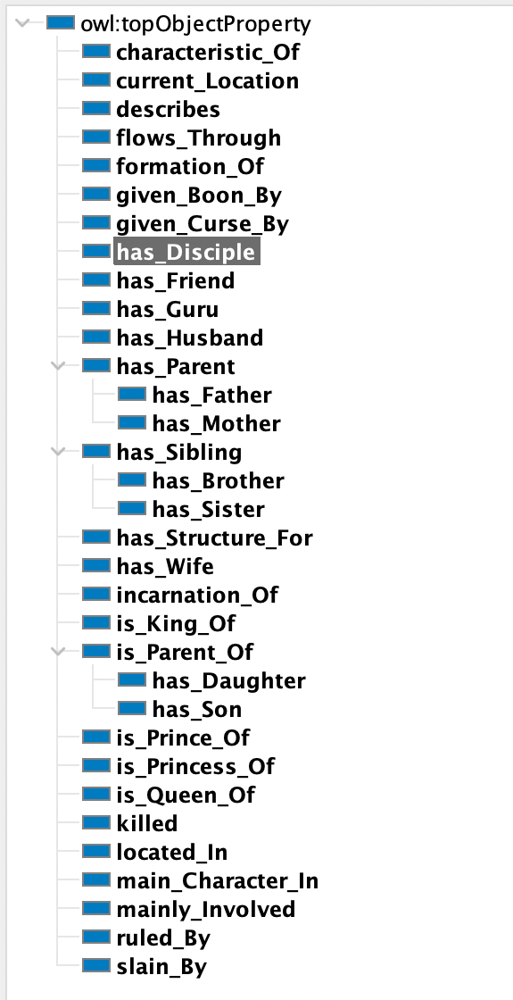 owl:topObjectProperty
characteristic_Of
current_Location
describes
flows_Through
formation_Of
given_Boon_By
given_Curse_By
has_Disciple
has_Friend
has_Guru
has_Husband
has_Parent
has_Father
has_Mother
has_Sibling
has_Brother
has_Sister
has_Structure_For
has_Wife
incarnation_Of
is_King_Of
is_Parent_Of
has_Daughter
has_Son
is_Prince_Of
is_Princess_Of
is_Queen_Of
killed
located_In
main_Character_In
mainly_Involved
ruled_By
slain_By